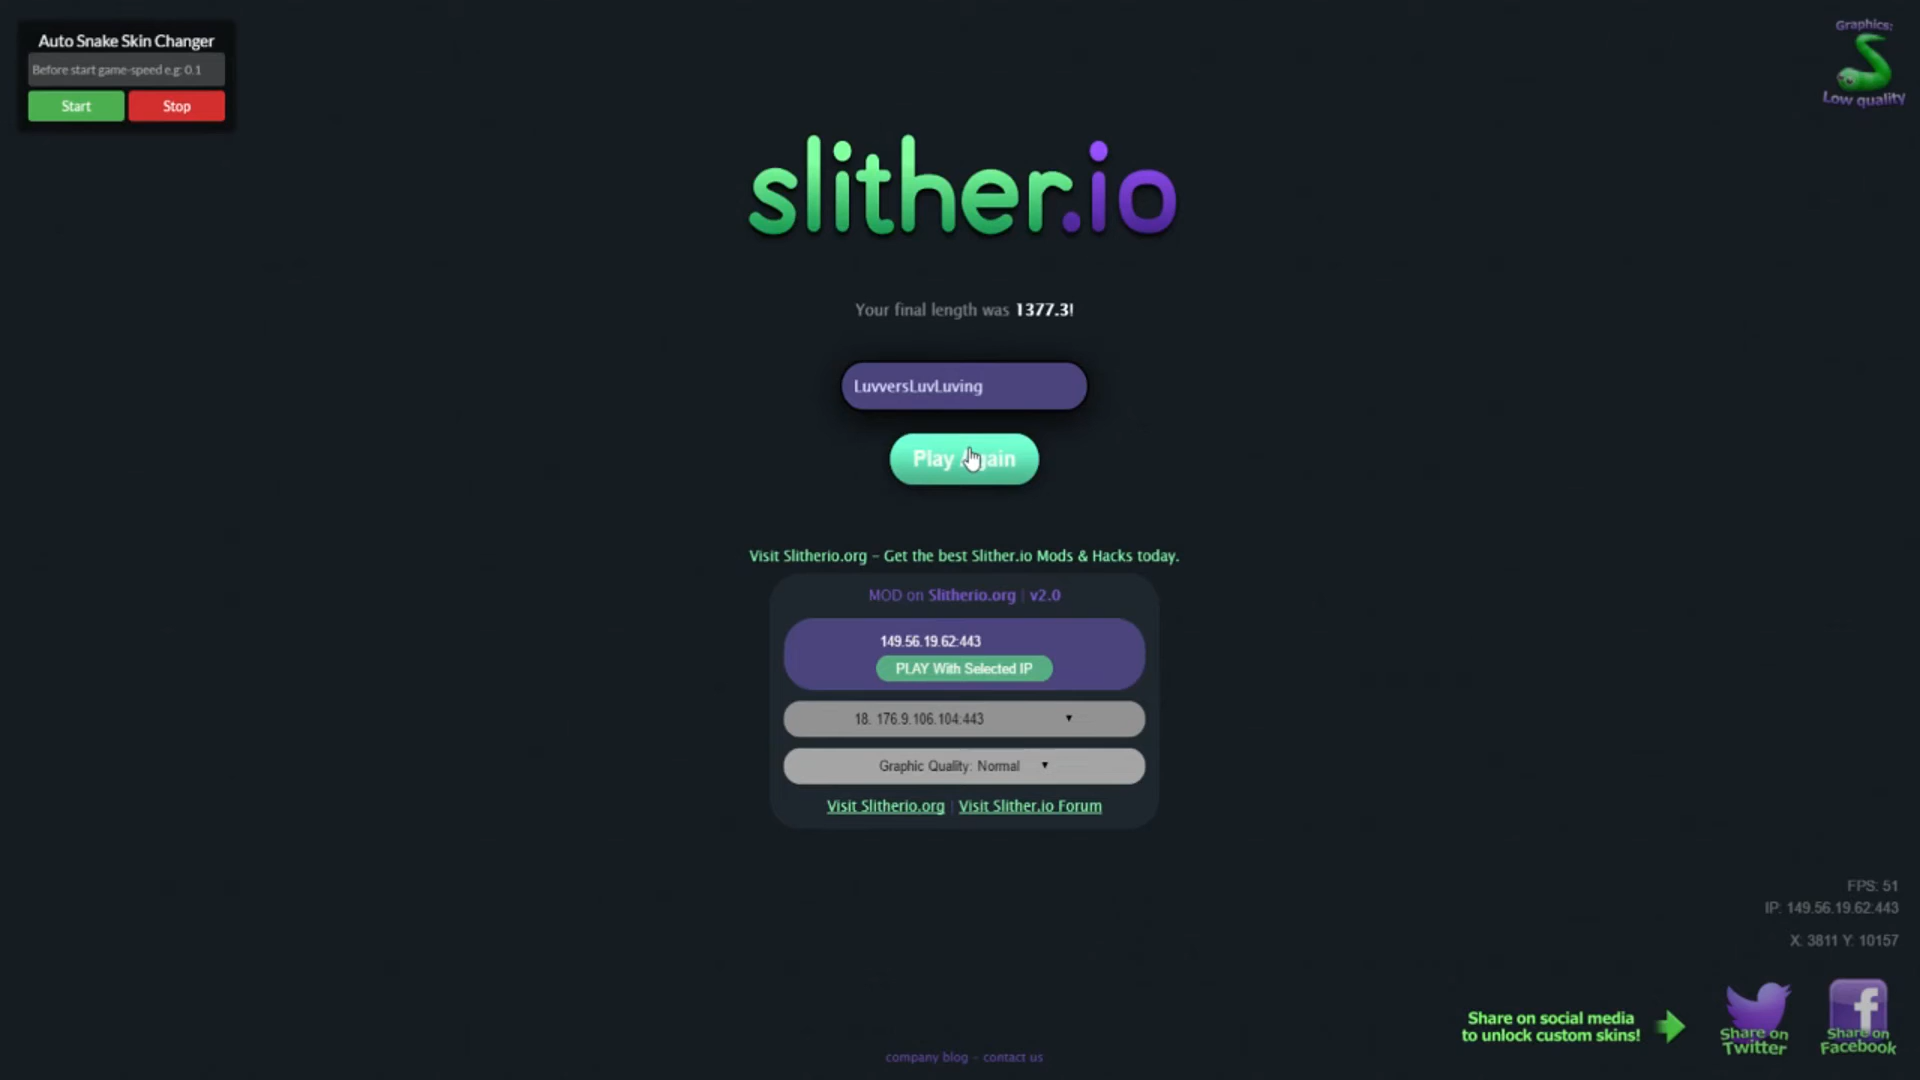 Auto Snake Skin Changer
Before start game-speed e.g: 0.1
Start
Stop
Graphics:
Low quality
slither.io
Your final length was 1377.3!
LuvversLuvLuving
Play Again
Visit Slitherio.org – Get the best Slither.io Mods & Hacks today.
MOD on Slitherio.org | v2.0
149.56.19.62:443
PLAY With Selected IP
18. 176.9.106.104:443
Graphic Quality: Normal
Visit Slitherio.org | Visit Slither.io Forum
FPS: 51
IP: 149.56.19.62:443
X: 3811 Y: 10157
Share on social media
to unlock custom skins!
Share on
Twitter
Share on
Facebook
company blog - contact us